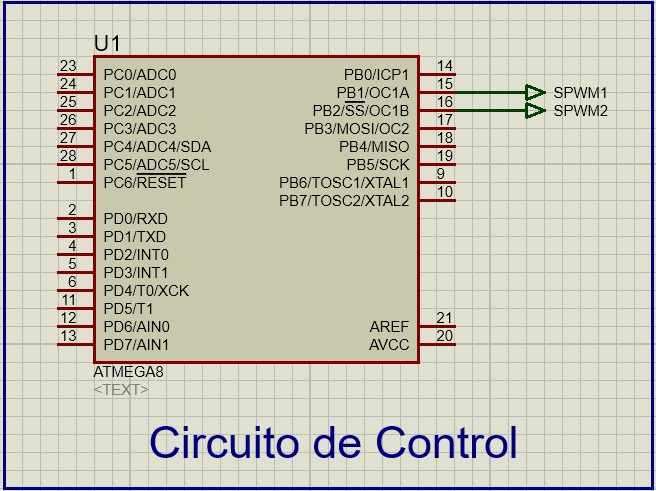 U1
23 PC0/ADC0 PB0/ICP1 14
24 PC1/ADC1 PB1/OC1A 15 SPWM1
25 PC2/ADC2 PB2/SS/OC1B 16 SPWM2
26 PC3/ADC3 PB3/MOSI/OC2 17
27 PC4/ADC4/SDA PB4/MISO 18
28 PC5/ADC5/SCL PB5/SCK 19
1 PC6/RESET PB6/TOSC1/XTAL1 9
PB7/TOSC2/XTAL2 10
2 PD0/RXD
3 PD1/TXD
4 PD2/INT0
5 PD3/INT1
6 PD4/T0/XCK
11 PD5/T1
12 PD6/AIN0 AREF 21
13 PD7/AIN1 AVCC 20
ATMEGA8
<TEXT>
Circuito de Control